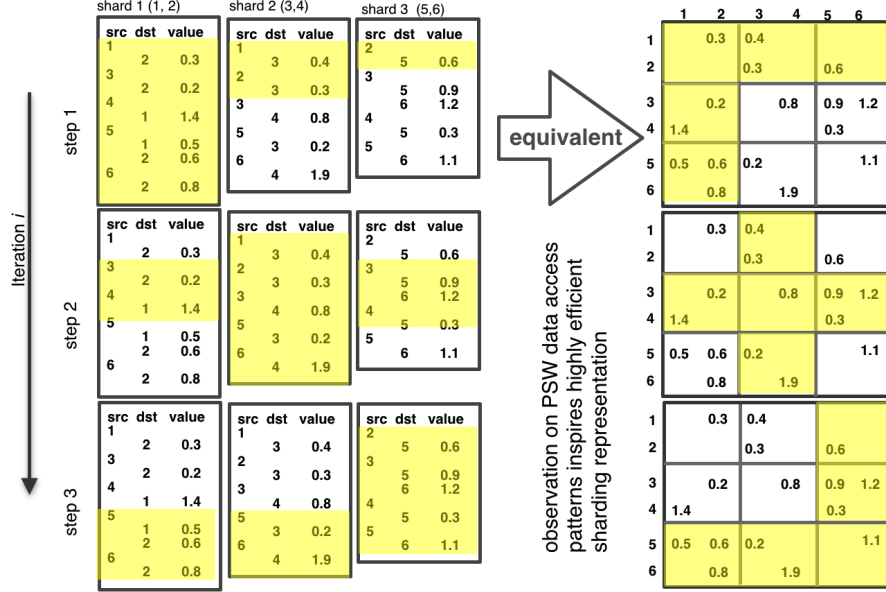 shard 1 (1, 2)
shard 2 (3,4)
shard 3 (5,6)
Iteration i
step 1
src dst value
1
2 0.3
3
2 0.2
4
1 1.4
5
1 0.5
2 0.6
6
2 0.8
src dst value
1
3 0.4
2
3 0.3
3
4 0.8
5
3 0.2
6
4 1.9
src dst value
2
5 0.6
3
5 0.9
6 1.2
4
5 0.3
5
6 1.1
step 2
src dst value
1
2 0.3
3
2 0.2
4
1 1.4
5
1 0.5
2 0.6
6
2 0.8
src dst value
1
3 0.4
2
3 0.3
3
4 0.8
5
3 0.2
6
4 1.9
src dst value
2
5 0.6
3
5 0.9
6 1.2
4
5 0.3
5
6 1.1
step 3
src dst value
1
2 0.3
3
2 0.2
4
1 1.4
5
1 0.5
2 0.6
6
2 0.8
src dst value
1
3 0.4
2
3 0.3
3
4 0.8
5
3 0.2
6
4 1.9
src dst value
2
5 0.6
3
5 0.9
6 1.2
4
5 0.3
5
6 1.1
equivalent
observation on PSW data access
patterns inspires highly efficient
sharding representation
1 2 3 4 5 6
1 0.3 0.4
2 0.3 0.6
3 0.2 0.8 0.9 1.2
4 1.4 0.3
5 0.5 0.6 0.2 1.1
6 0.8 1.9
1 0.3 0.4
2 0.3 0.6
3 0.2 0.8 0.9 1.2
4 1.4 0.3
5 0.5 0.6 0.2 1.1
6 0.8 1.9
1 0.3 0.4
2 0.3 0.6
3 0.2 0.8 0.9 1.2
4 1.4 0.3
5 0.5 0.6 0.2 1.1
6 0.8 1.9